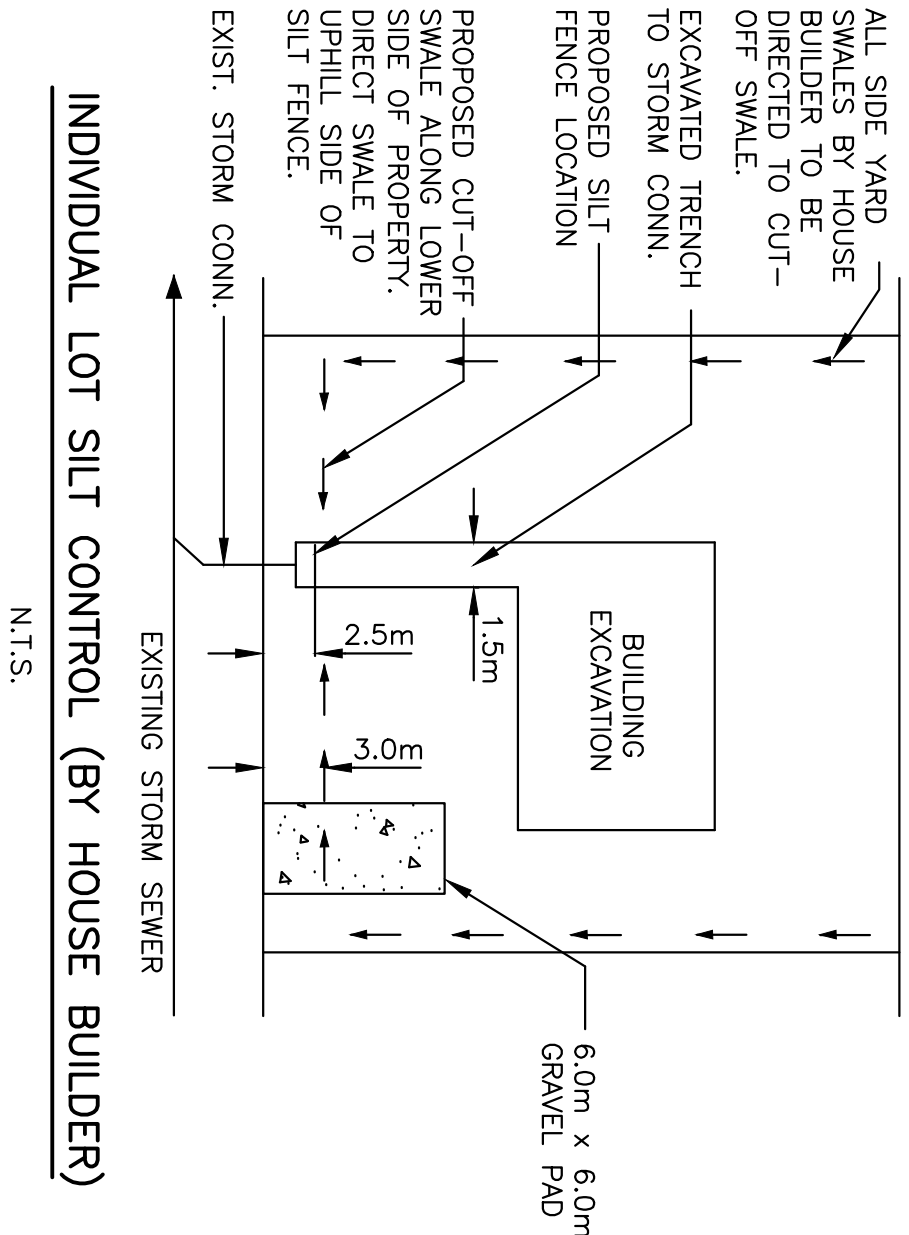 ALL SIDE YARD
SWALES BY HOUSE
BUILDER TO BE
DIRECTED TO CUT-
OFF SWALE.
EXCAVATED TRENCH
TO STORM CONN.
PROPOSED SILT
FENCE LOCATION
PROPOSED CUT-OFF
SWALE ALONG LOWER
SIDE OF PROPERTY.
DIRECT SWALE TO
UPHILL SIDE OF
SILT FENCE.
EXIST. STORM CONN.
BUILDING
EXCAVATION
1.5m
2.5m
3.0m
6.0m x 6.0m
GRAVEL PAD
EXISTING STORM SEWER
INDIVIDUAL LOT SILT CONTROL (BY HOUSE BUILDER)
N.T.S.